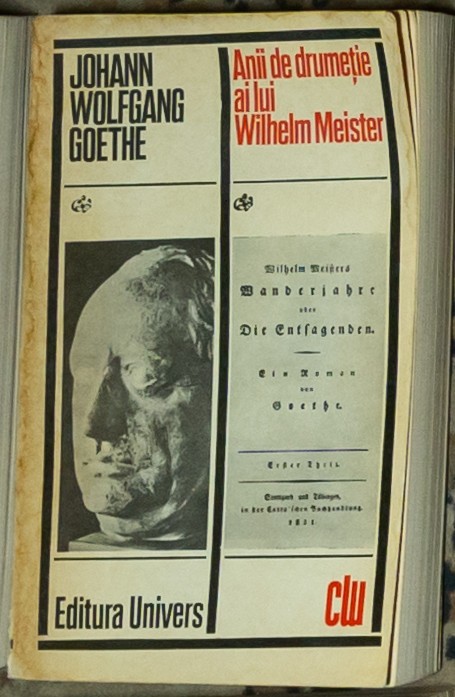 JOHANN
WOLFGANG
GOETHE
Anii de drumeție
ai lui
Wilhelm Meister
Wilhelm Meisters
Wanderjahre
oder
Die Entsagenden.
Ein Roman
von
Goethe.
Erster Theil.
Stuttgard und Tübingen,
in der Cotta'schen Buchhandlung.
1821.
Editura Univers
clu